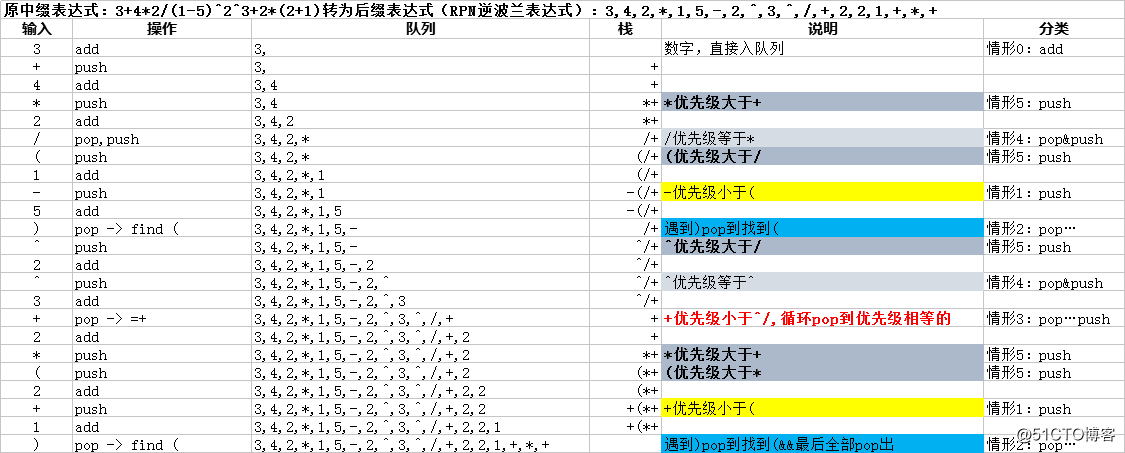 原中缀表达式：3+4*2/(1-5)^2^3+2*(2+1)转为后缀表达式（RPN逆波兰表达式）：3,4,2,*,1,5,-,2,^,3,^,/,+,2,2,1,+,*,+
输入 操作 队列 栈 说明 分类
3 add 3, 数字，直接入队列 情形0：add
+ push 3, +
4 add 3,4 +
* push 3,4 *+ *优先级大于+ 情形5：push
2 add 3,4,2 *+
/ pop,push 3,4,2,* /+ /优先级等于* 情形4：pop&push
( push 3,4,2,* (/+ (优先级大于/ 情形5：push
1 add 3,4,2,*,1 (/+
- push 3,4,2,*,1 -(/+ -优先级小于( 情形1：push
5 add 3,4,2,*,1,5 -(/+
) pop -> find ( 3,4,2,*,1,5,- /+ 遇到)pop到找到( 情形2：pop…
^ push 3,4,2,*,1,5,- ^/+ ^优先级大于/ 情形5：push
2 add 3,4,2,*,1,5,-,2 ^/+
^ push 3,4,2,*,1,5,-,2,^ ^/+ ^优先级等于^ 情形4：pop&push
3 add 3,4,2,*,1,5,-,2,^,3 ^/+
+ pop -> =+ 3,4,2,*,1,5,-,2,^,3,^,/,+ + +优先级小于^/,循环pop到优先级相等的 情形3：pop…push
2 add 3,4,2,*,1,5,-,2,^,3,^,/,+,2 +
* push 3,4,2,*,1,5,-,2,^,3,^,/,+,2 *+ *优先级大于+ 情形5：push
( push 3,4,2,*,1,5,-,2,^,3,^,/,+,2 (*+ (优先级大于* 情形5：push
2 add 3,4,2,*,1,5,-,2,^,3,^,/,+,2,2 (*+
+ push 3,4,2,*,1,5,-,2,^,3,^,/,+,2,2 +(*+ +优先级小于( 情形1：push
1 add 3,4,2,*,1,5,-,2,^,3,^,/,+,2,2,1 +(*+
) pop -> find ( 3,4,2,*,1,5,-,2,^,3,^,/,+,2,2,1,+,*,+ 遇到)pop到找到(&&最后全部pop出 情形2：pop…
@51CTO博客